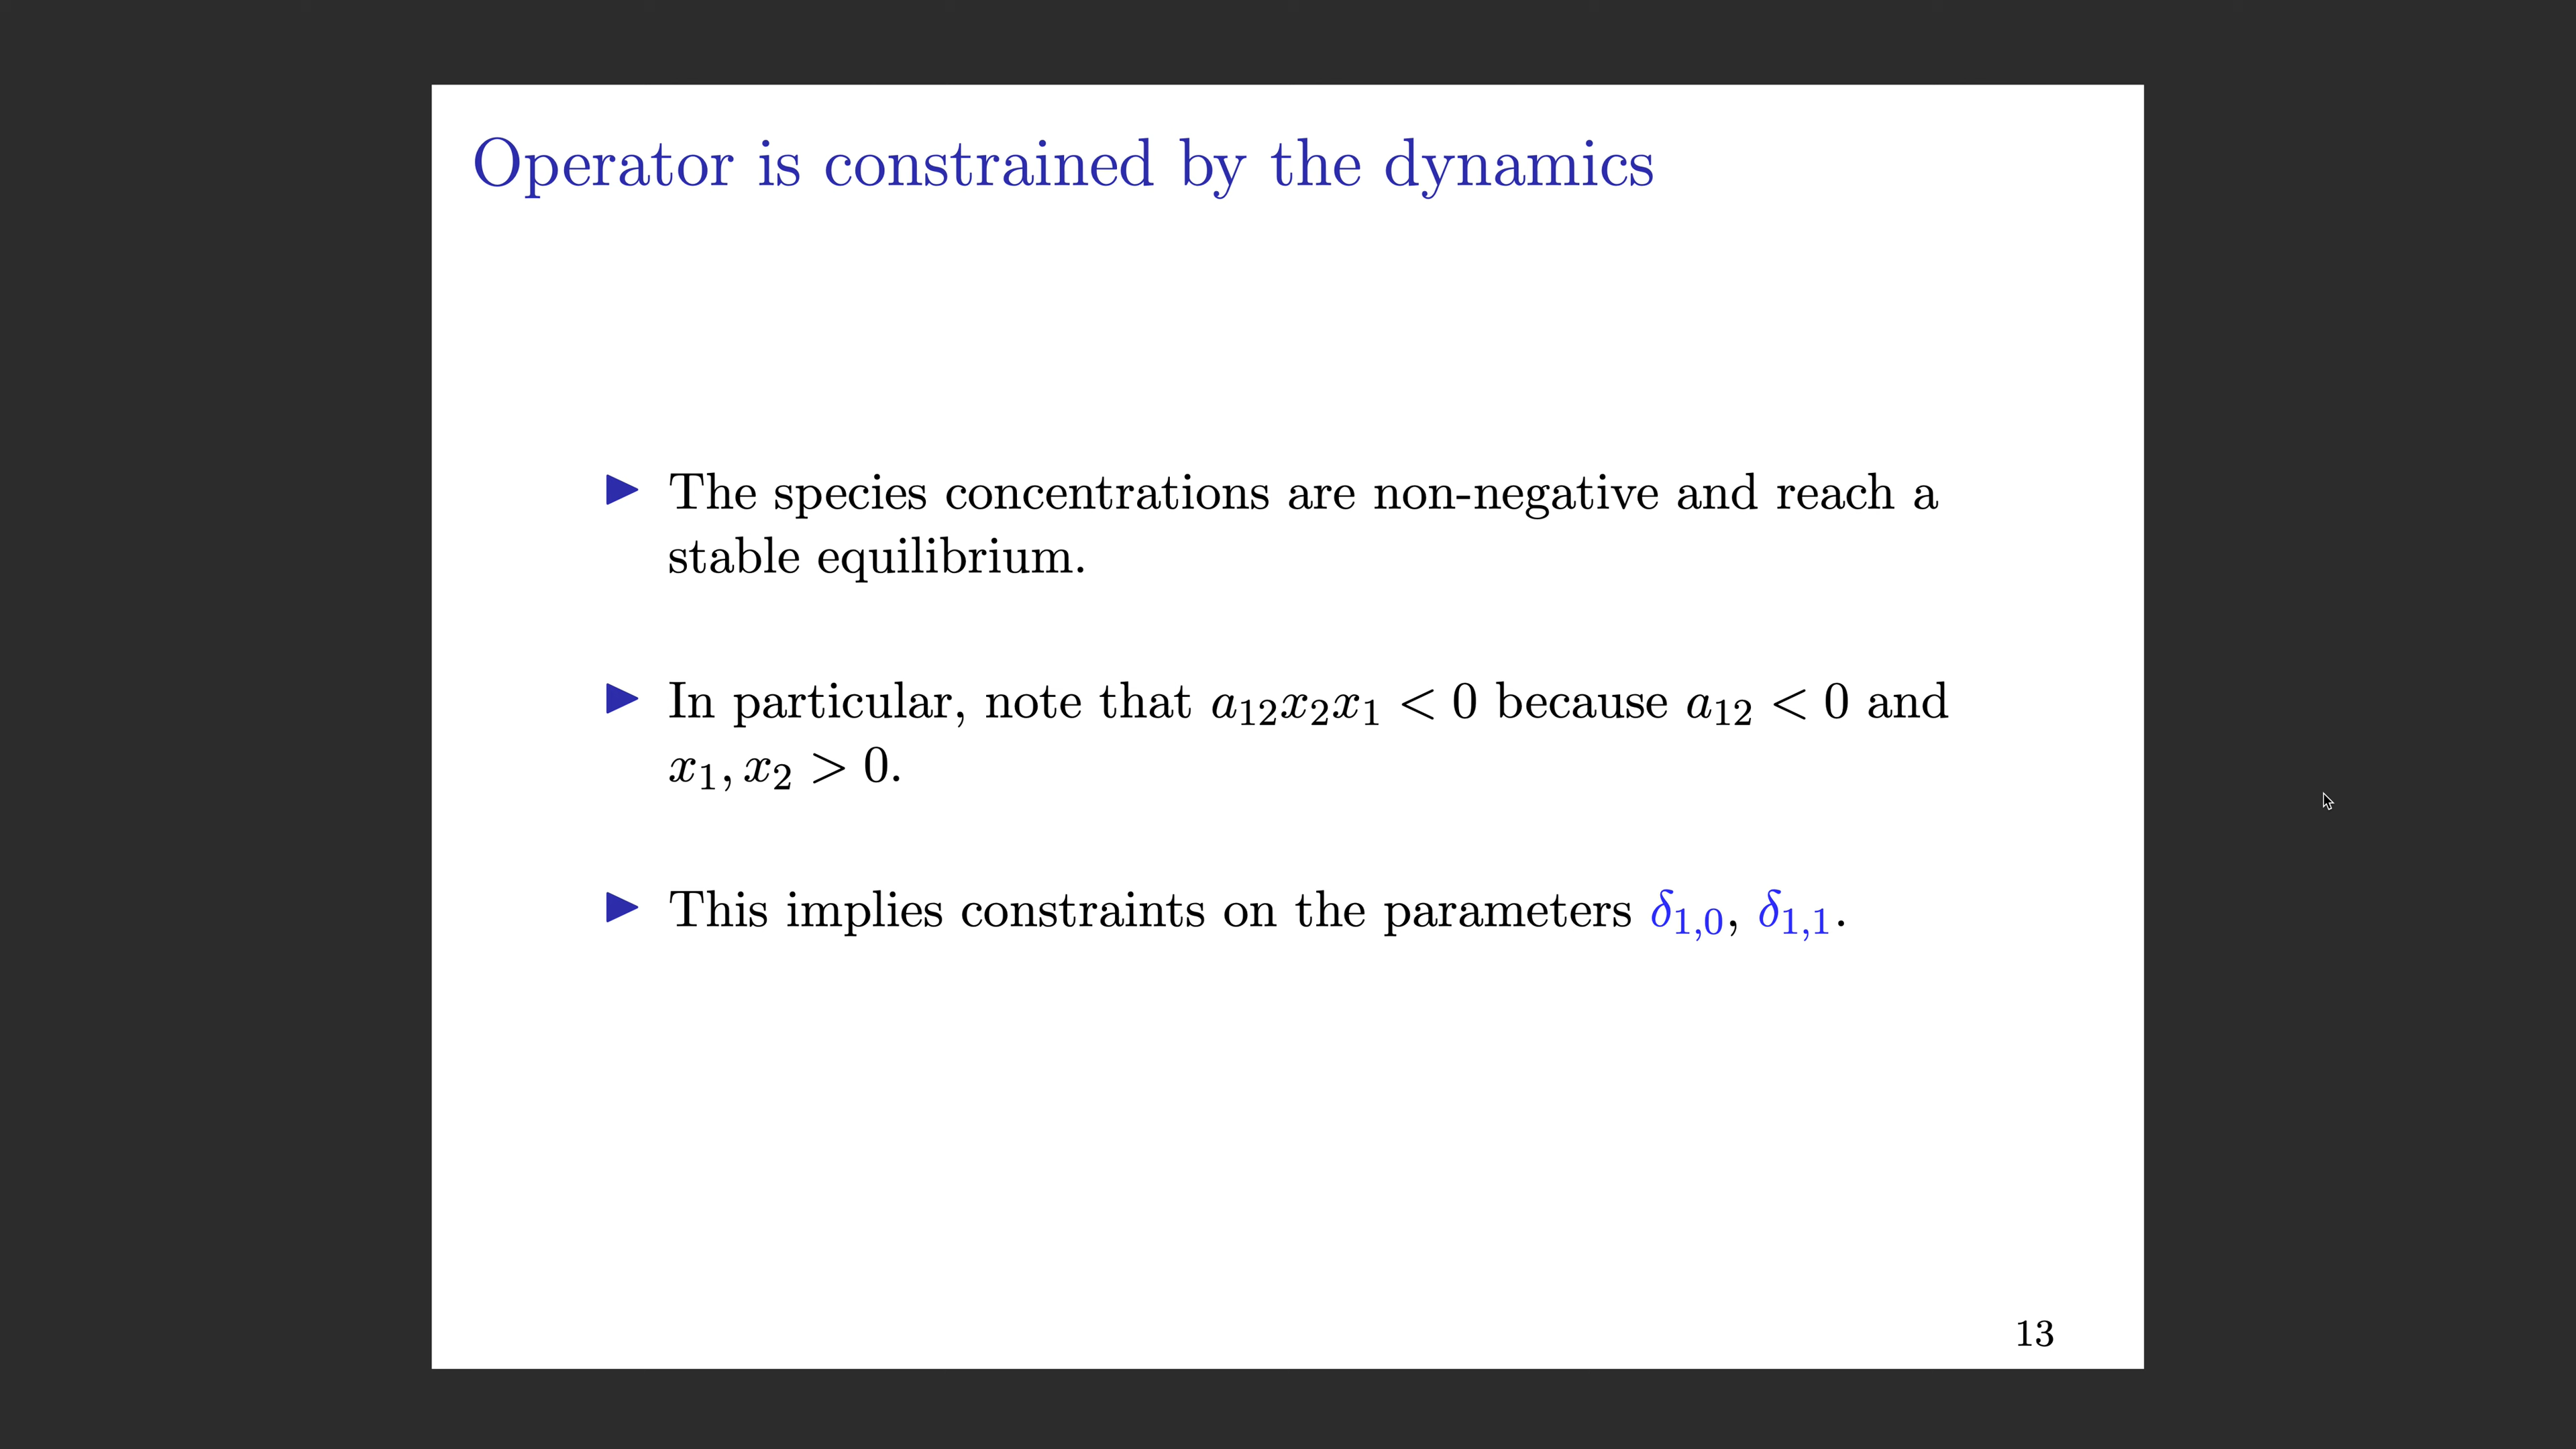 Operator is constrained by the dynamics
▶ The species concentrations are non-negative and reach a
stable equilibrium.
▶ In particular, note that a₁₂x₂x₁ < 0 because a₁₂ < 0 and
x₁, x₂ > 0.
▶ This implies constraints on the parameters δ₁,₀, δ₁,₁.
13